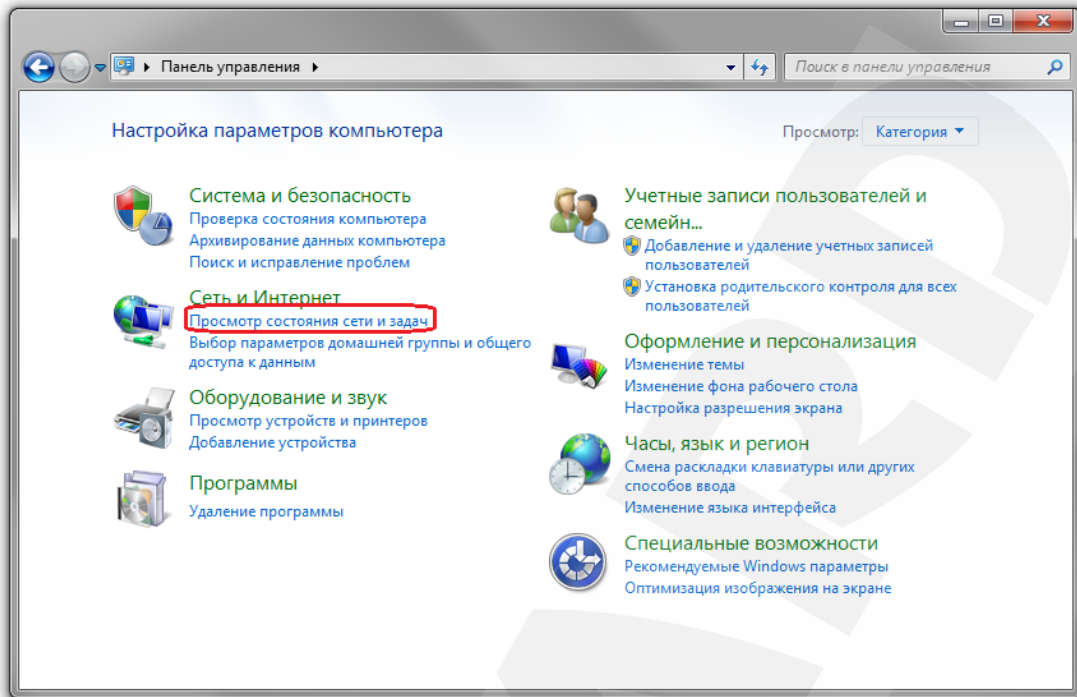 Панель управления
Поиск в панели управления
Настройка параметров компьютера
Просмотр: Категория
Система и безопасность
Проверка состояния компьютера
Архивирование данных компьютера
Поиск и исправление проблем
Сеть и Интернет
Просмотр состояния сети и задач
Выбор параметров домашней группы и общего
доступа к данным
Оборудование и звук
Просмотр устройств и принтеров
Добавление устройства
Программы
Удаление программы
Учетные записи пользователей и
семейн...
Добавление и удаление учетных записей
пользователей
Установка родительского контроля для всех
пользователей
Оформление и персонализация
Изменение темы
Изменение фона рабочего стола
Настройка разрешения экрана
Часы, язык и регион
Смена раскладки клавиатуры или других
способов ввода
Изменение языка интерфейса
Специальные возможности
Рекомендуемые Windows параметры
Оптимизация изображения на экране